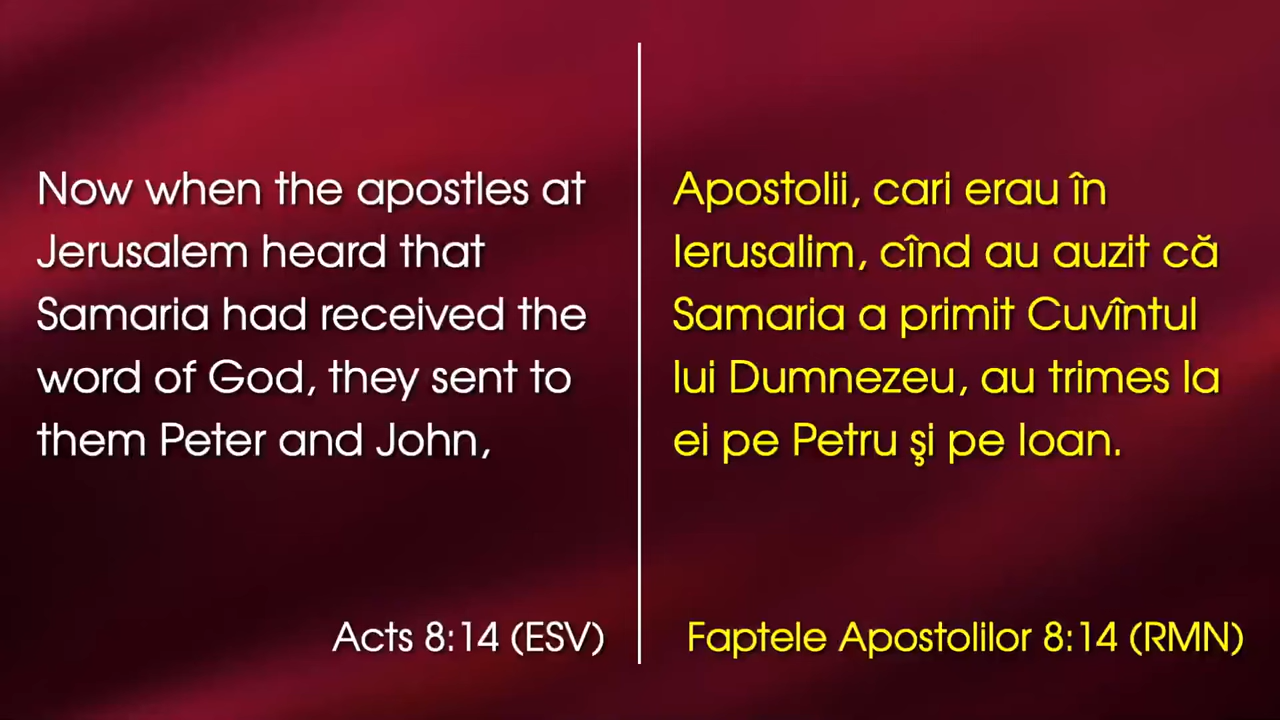 Now when the apostles at
Jerusalem heard that
Samaria had received the
word of God, they sent to
them Peter and John,
Acts 8:14 (ESV)
Apostolii, cari erau în
Ierusalim, cînd au auzit că
Samaria a primit Cuvîntul
lui Dumnezeu, au trimes la
ei pe Petru şi pe Ioan.
Faptele Apostolilor 8:14 (RMN)